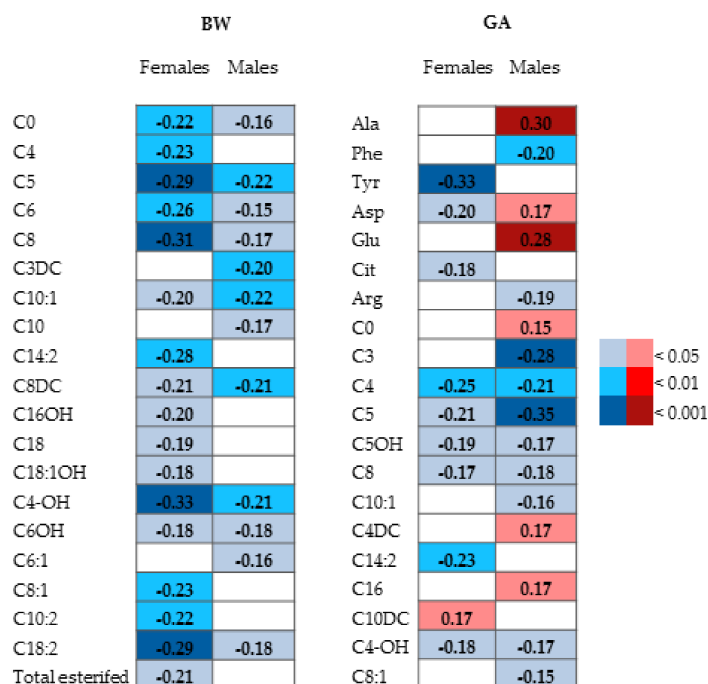 BW GA
Females Males Females Males
C0 -0.22 -0.16 Ala 0.30
C4 -0.23 Phe -0.20
C5 -0.29 -0.22 Tyr -0.33
C6 -0.26 -0.15 Asp -0.20 0.17
C8 -0.31 -0.17 Glu 0.28
C3DC -0.20 Cit -0.18
C10:1 -0.20 -0.22 Arg -0.19
C10 -0.17 C0 0.15
C14:2 -0.28 C3 -0.28 < 0.05
C8DC -0.21 -0.21 C4 -0.25 -0.21 < 0.01
C16OH -0.20 C5 -0.21 -0.35 < 0.001
C18 -0.19 C5OH -0.19 -0.17
C18:1OH -0.18 C8 -0.17 -0.18
C4-OH -0.33 -0.21 C10:1 -0.16
C6OH -0.18 -0.18 C4DC 0.17
C6:1 -0.16 C14:2 -0.23
C8:1 -0.23 C16 0.17
C10:2 -0.22 C10DC 0.17
C18:2 -0.29 -0.18 C4-OH -0.18 -0.17
Total esterifed -0.21 C8:1 -0.15